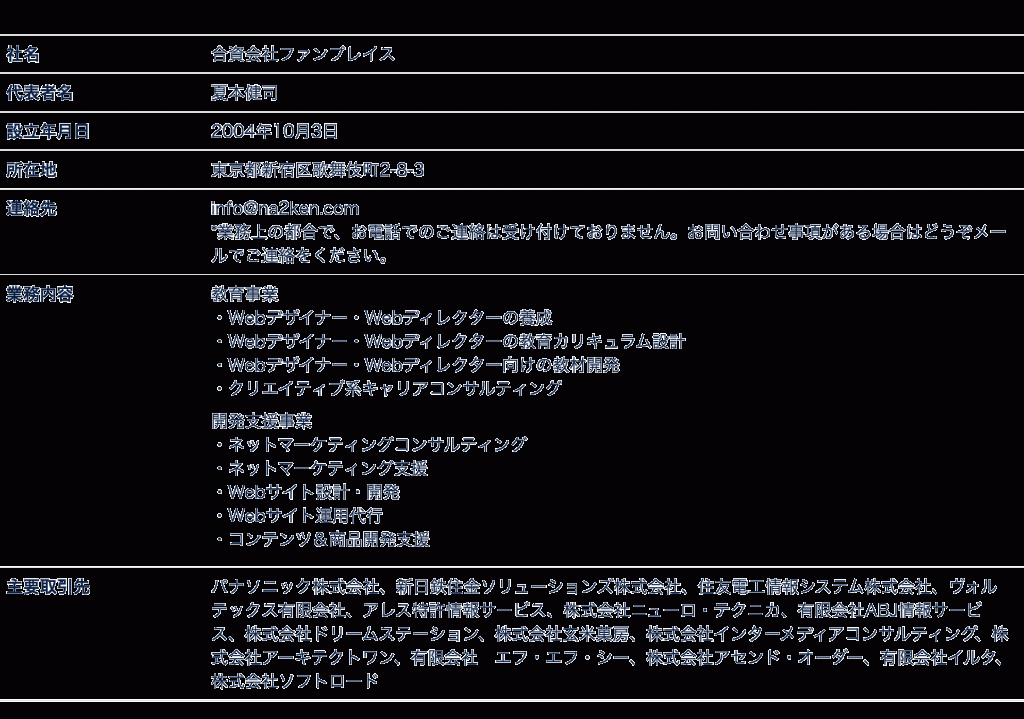 社名
合資会社ファンプレイス
代表者名
夏本健司
設立年月日
2004年10月3日
所在地
東京都新宿区歌舞伎町2-8-3
連絡先
info@na2ken.com
*業務上の都合で、お電話でのご連絡は受け付けておりません。お問い合わせ事項がある場合はどうぞメー
ルでご連絡をください。
業務内容
教育事業
・Webデザイナー・Webディレクターの養成
・Webデザイナー・Webディレクターの教育カリキュラム設計
・Webデザイナー・Webディレクター向けの教材開発
・クリエイティブ系キャリアコンサルティング
開発支援事業
・ネットマーケティングコンサルティング
・ネットマーケティング支援
・Webサイト設計・開発
・Webサイト運用代行
・コンテンツ＆商品開発支援
主要取引先
パナソニック株式会社、新日鉄住金ソリューションズ株式会社、住友電工情報システム株式会社、ヴォル
テックス有限会社、アレス特許情報サービス、株式会社ニューロ・テクニカ、有限会社ABJ情報サービ
ス、株式会社ドリームステーション、株式会社玄米農房、株式会社インターメディアコンサルティング、株
式会社アーキテクトワン、有限会社　エフ・エフ・シー、株式会社アセンド・オーダー、有限会社イルダ、
株式会社ソフトロード